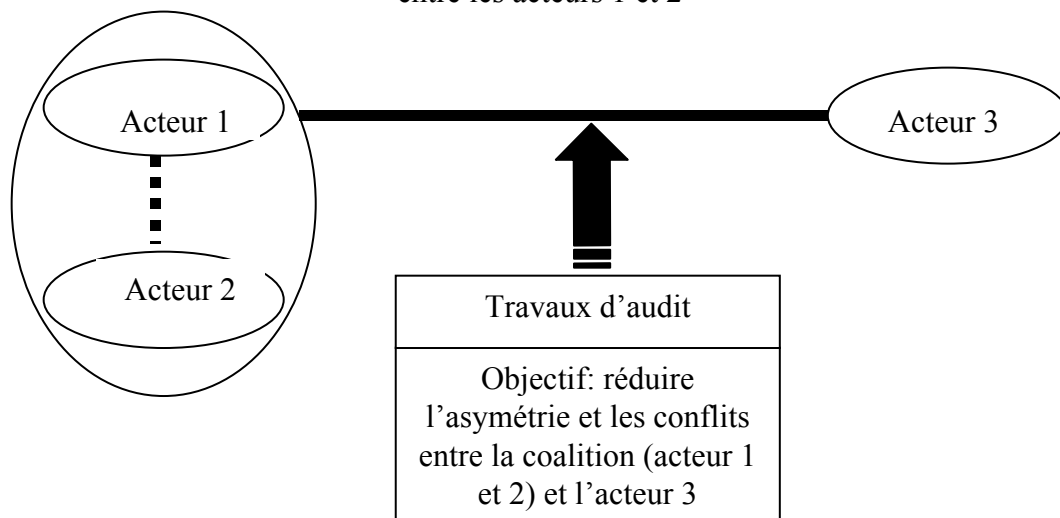 entre les acteurs 1 et 2
Acteur 1
Acteur 3
Acteur 2
Travaux d’audit
Objectif: réduire
l’asymétrie et les conflits
entre la coalition (acteur 1
et 2) et l’acteur 3